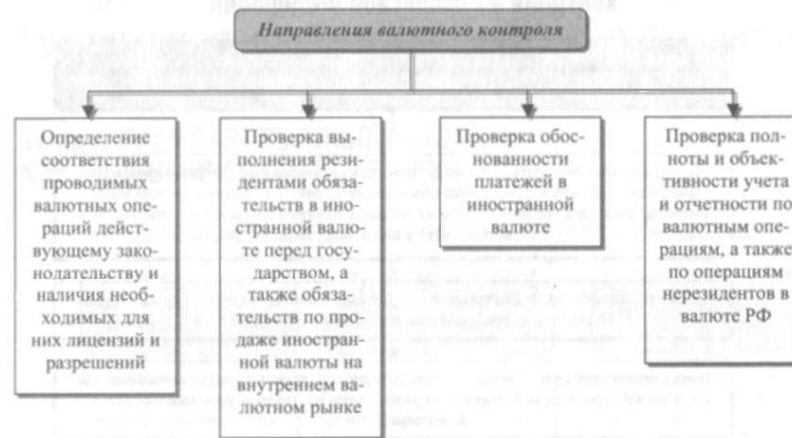 Направления валютного контроля
Определение
соответствия
проводимых
валютных опе-
раций дейст-
вующему зако-
нодательству и
наличия необ-
ходимых для
них лицензий и
разрешений
Проверка вы-
полнения рези-
дентами обяза-
тельств в ино-
странной валю-
те перед госу-
дарством, а
также обяза-
тельств по про-
даже иностран-
ной валюты на
внутреннем ва-
лютном рынке
Проверка обос-
нованности
платежей в
иностранной
валюте
Проверка пол-
ноты и объек-
тивности учета
и отчетности по
валютным опе-
рациям, а также
по операциям
нерезидентов в
валюте РФ